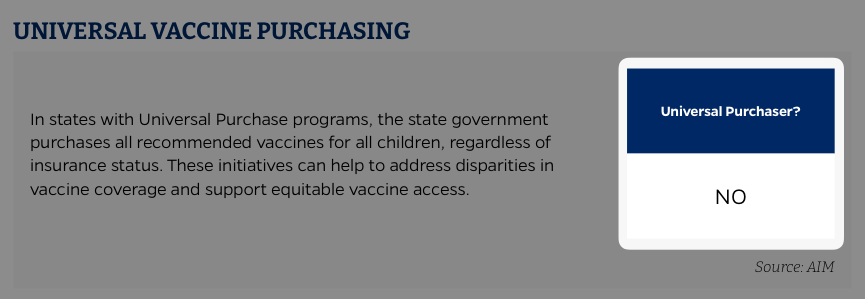 UNIVERSAL VACCINE PURCHASING
In states with Universal Purchase programs, the state government
purchases all recommended vaccines for all children, regardless of
insurance status. These initiatives can help to address disparities in
vaccine coverage and support equitable vaccine access.
Universal Purchaser?
NO
Source: AIM